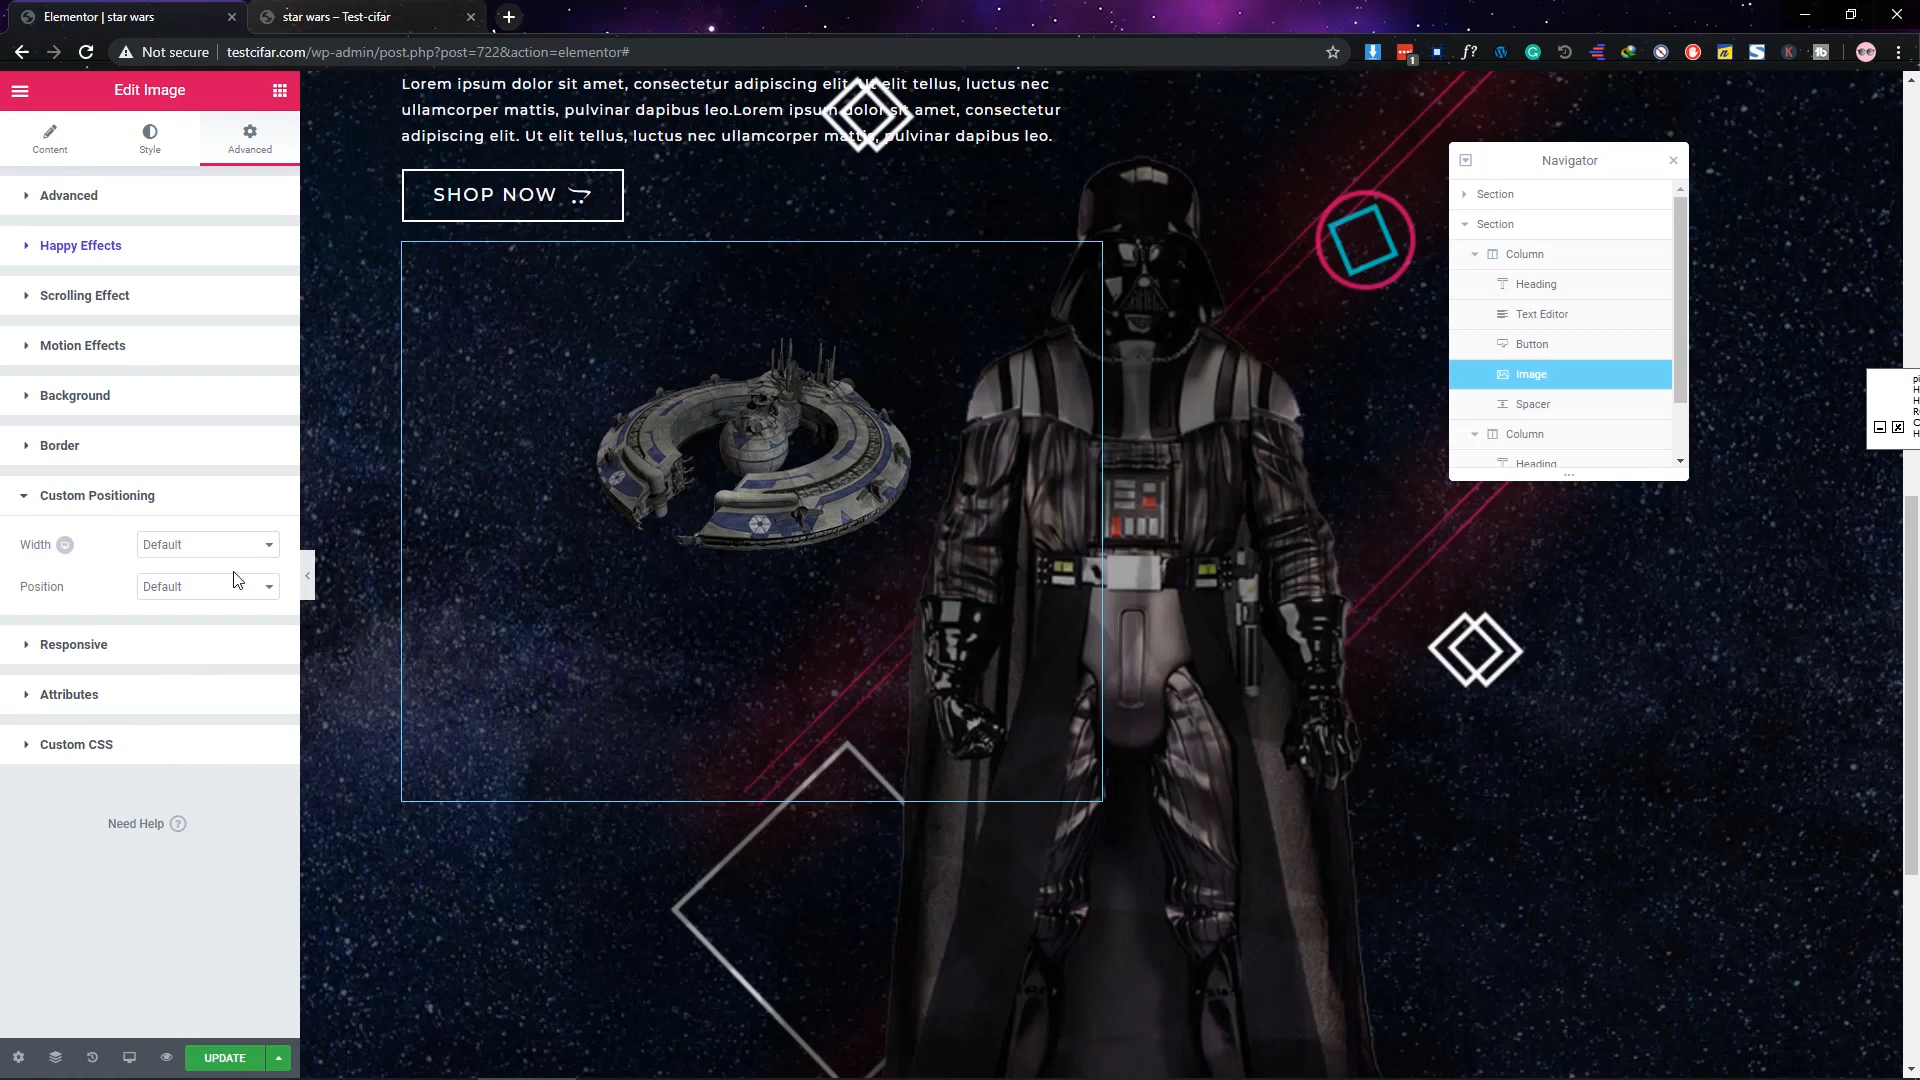 Elementor | star wars
star wars – Test-cifar
Not secure
testcifar.com/wp-admin/post.php?post=722&action=elementor#
1
Edit Image
Content
Style
Advanced
Advanced
Happy Effects
Scrolling Effect
Motion Effects
Background
Border
Custom Positioning
Width
Default
Position
Default
Responsive
Attributes
Custom CSS
Need Help ?
UPDATE
Lorem ipsum dolor sit amet, consectetur adipiscing elit. Ut elit tellus, luctus nec
ullamcorper mattis, pulvinar dapibus leo.Lorem ipsum dolor sit amet, consectetur
adipiscing elit. Ut elit tellus, luctus nec ullamcorper mattis, pulvinar dapibus leo.
SHOP NOW
Navigator
Section
Section
Column
Heading
Text Editor
Button
Image
Spacer
Column
Heading